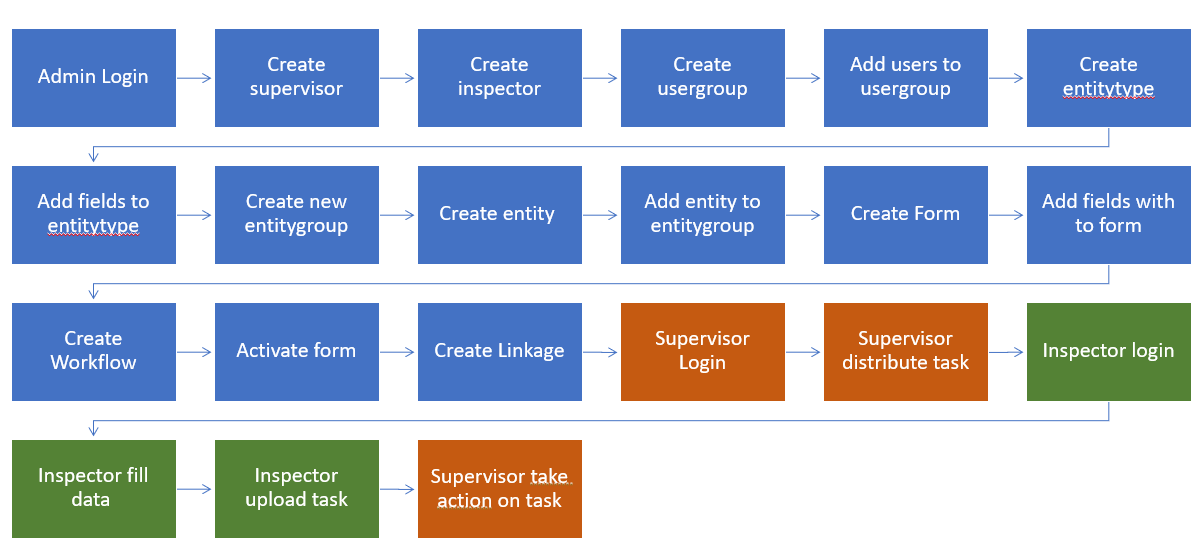 Admin Login
Create
supervisor
Create
inspector
Create
usergroup
Add users to
usergroup
Create
entitytype
Add fields to
entitytype
Create new
entitygroup
Create entity
Add entity to
entitygroup
Create Form
Add fields with
to form
Create
Workflow
Activate form
Create Linkage
Supervisor
Login
Supervisor
distribute task
Inspector login
Inspector fill
data
Inspector
upload task
Supervisor take
action on task